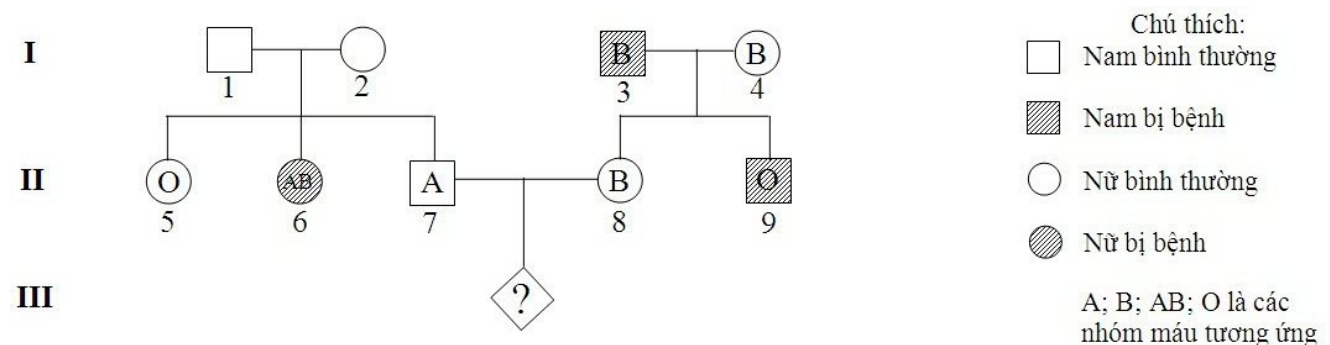 I
1
2
B
3
B
4
Chú thích:
Nam bình thường
Nam bị bệnh
Nữ bình thường
Nữ bị bệnh
A; B; AB; O là các
nhóm máu tương ứng
II
O
5
AB
6
A
7
B
8
O
9
III
?